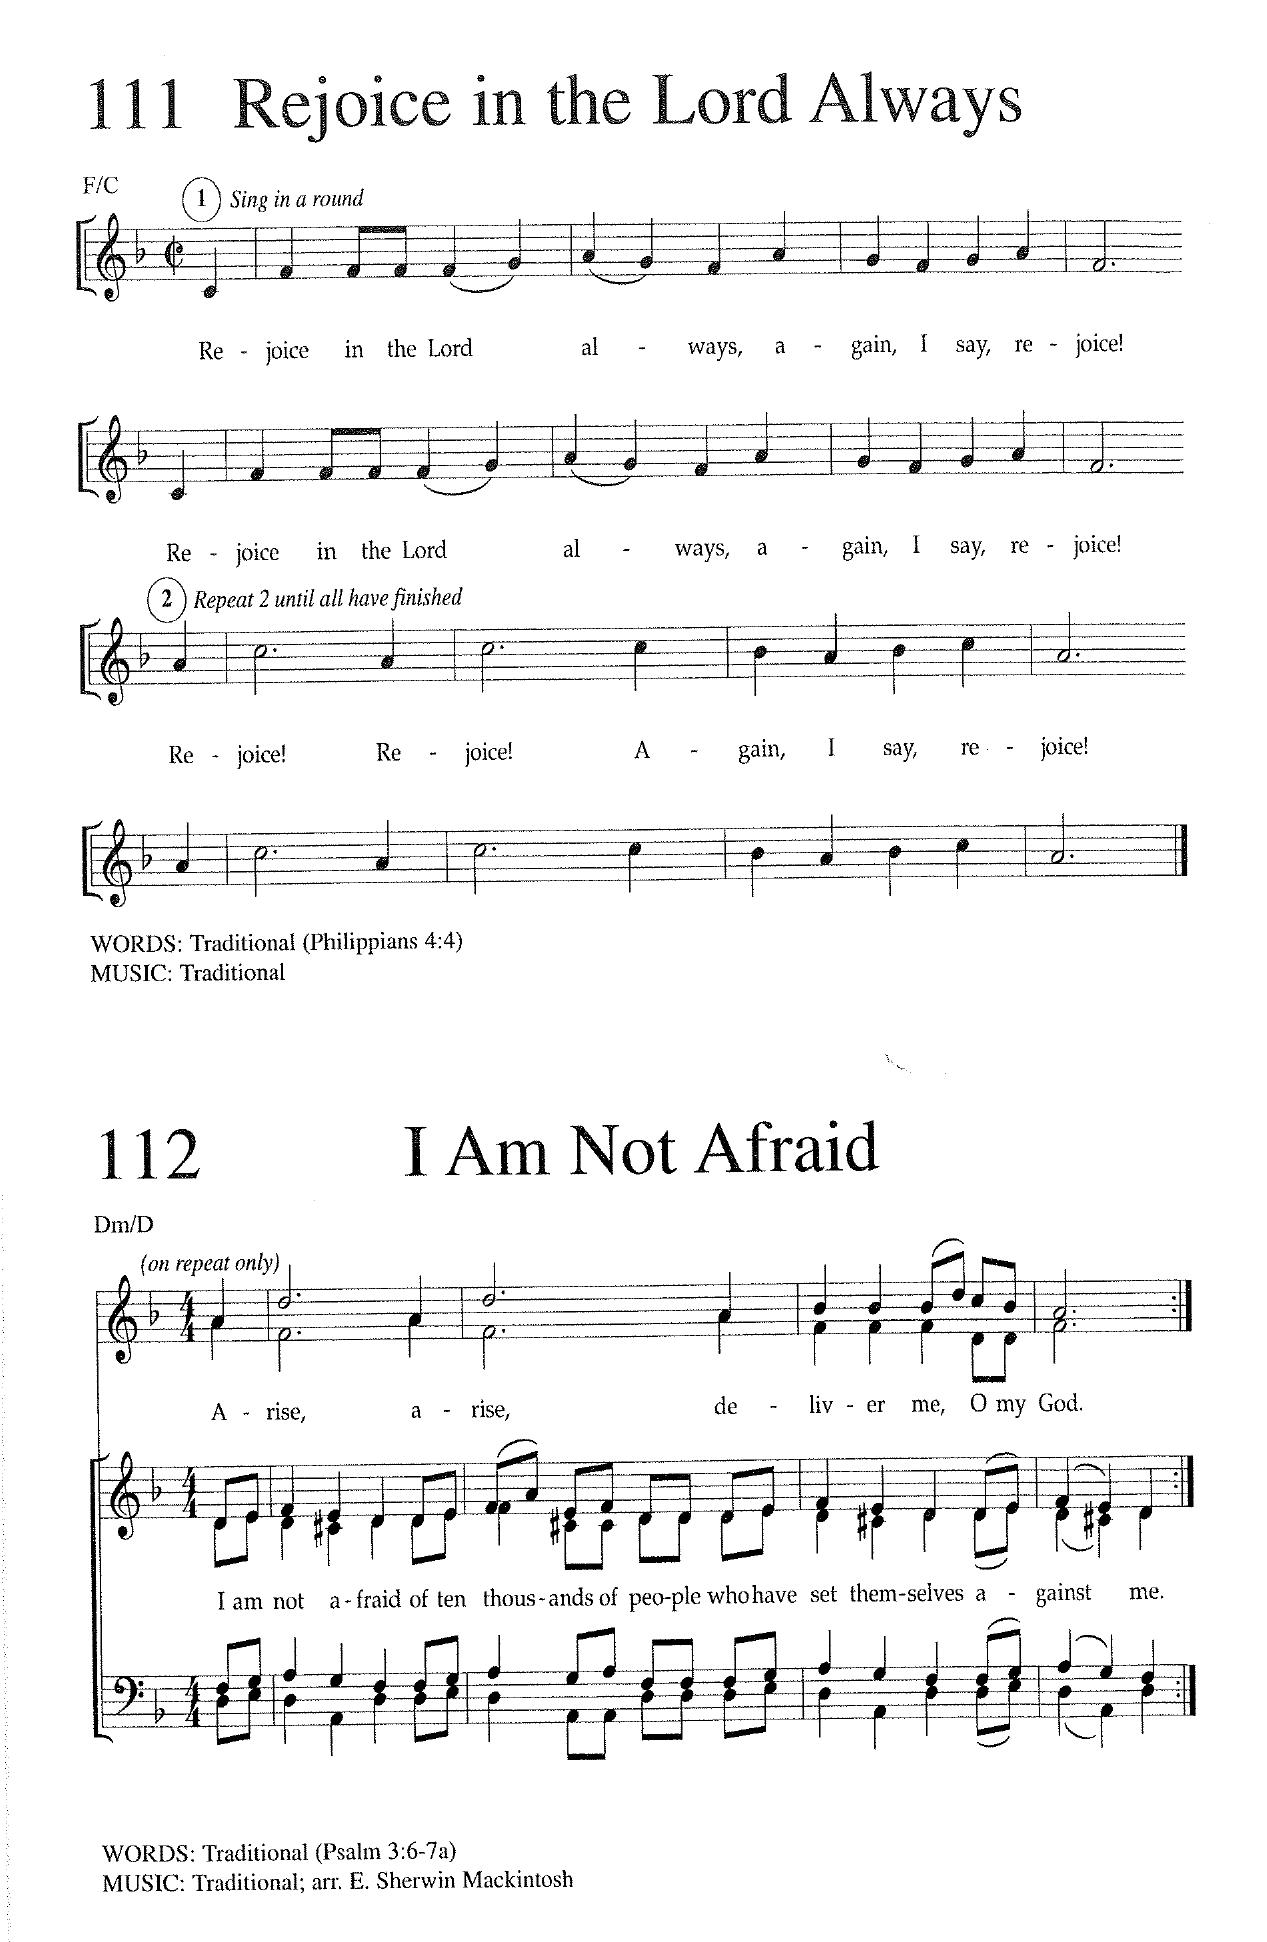 111 Rejoice in the Lord Always
F/C
1 Sing in a round
Re - joice in the Lord al - ways, a - gain, I say, re - joice!
Re - joice in the Lord al - ways, a - gain, I say, re - joice!
2 Repeat 2 until all have finished
Re - joice! Re - joice! A - gain, I say, re - joice!
WORDS: Traditional (Philippians 4:4)
MUSIC: Traditional
112 I Am Not Afraid
Dm/D
(on repeat only)
A - rise, a - rise, de - liv - er me, O my God.
I am not a - fraid of ten thous - ands of peo - ple who have set them - selves a - gainst me.
WORDS: Traditional (Psalm 3:6-7a)
MUSIC: Traditional; arr. E. Sherwin Mackintosh